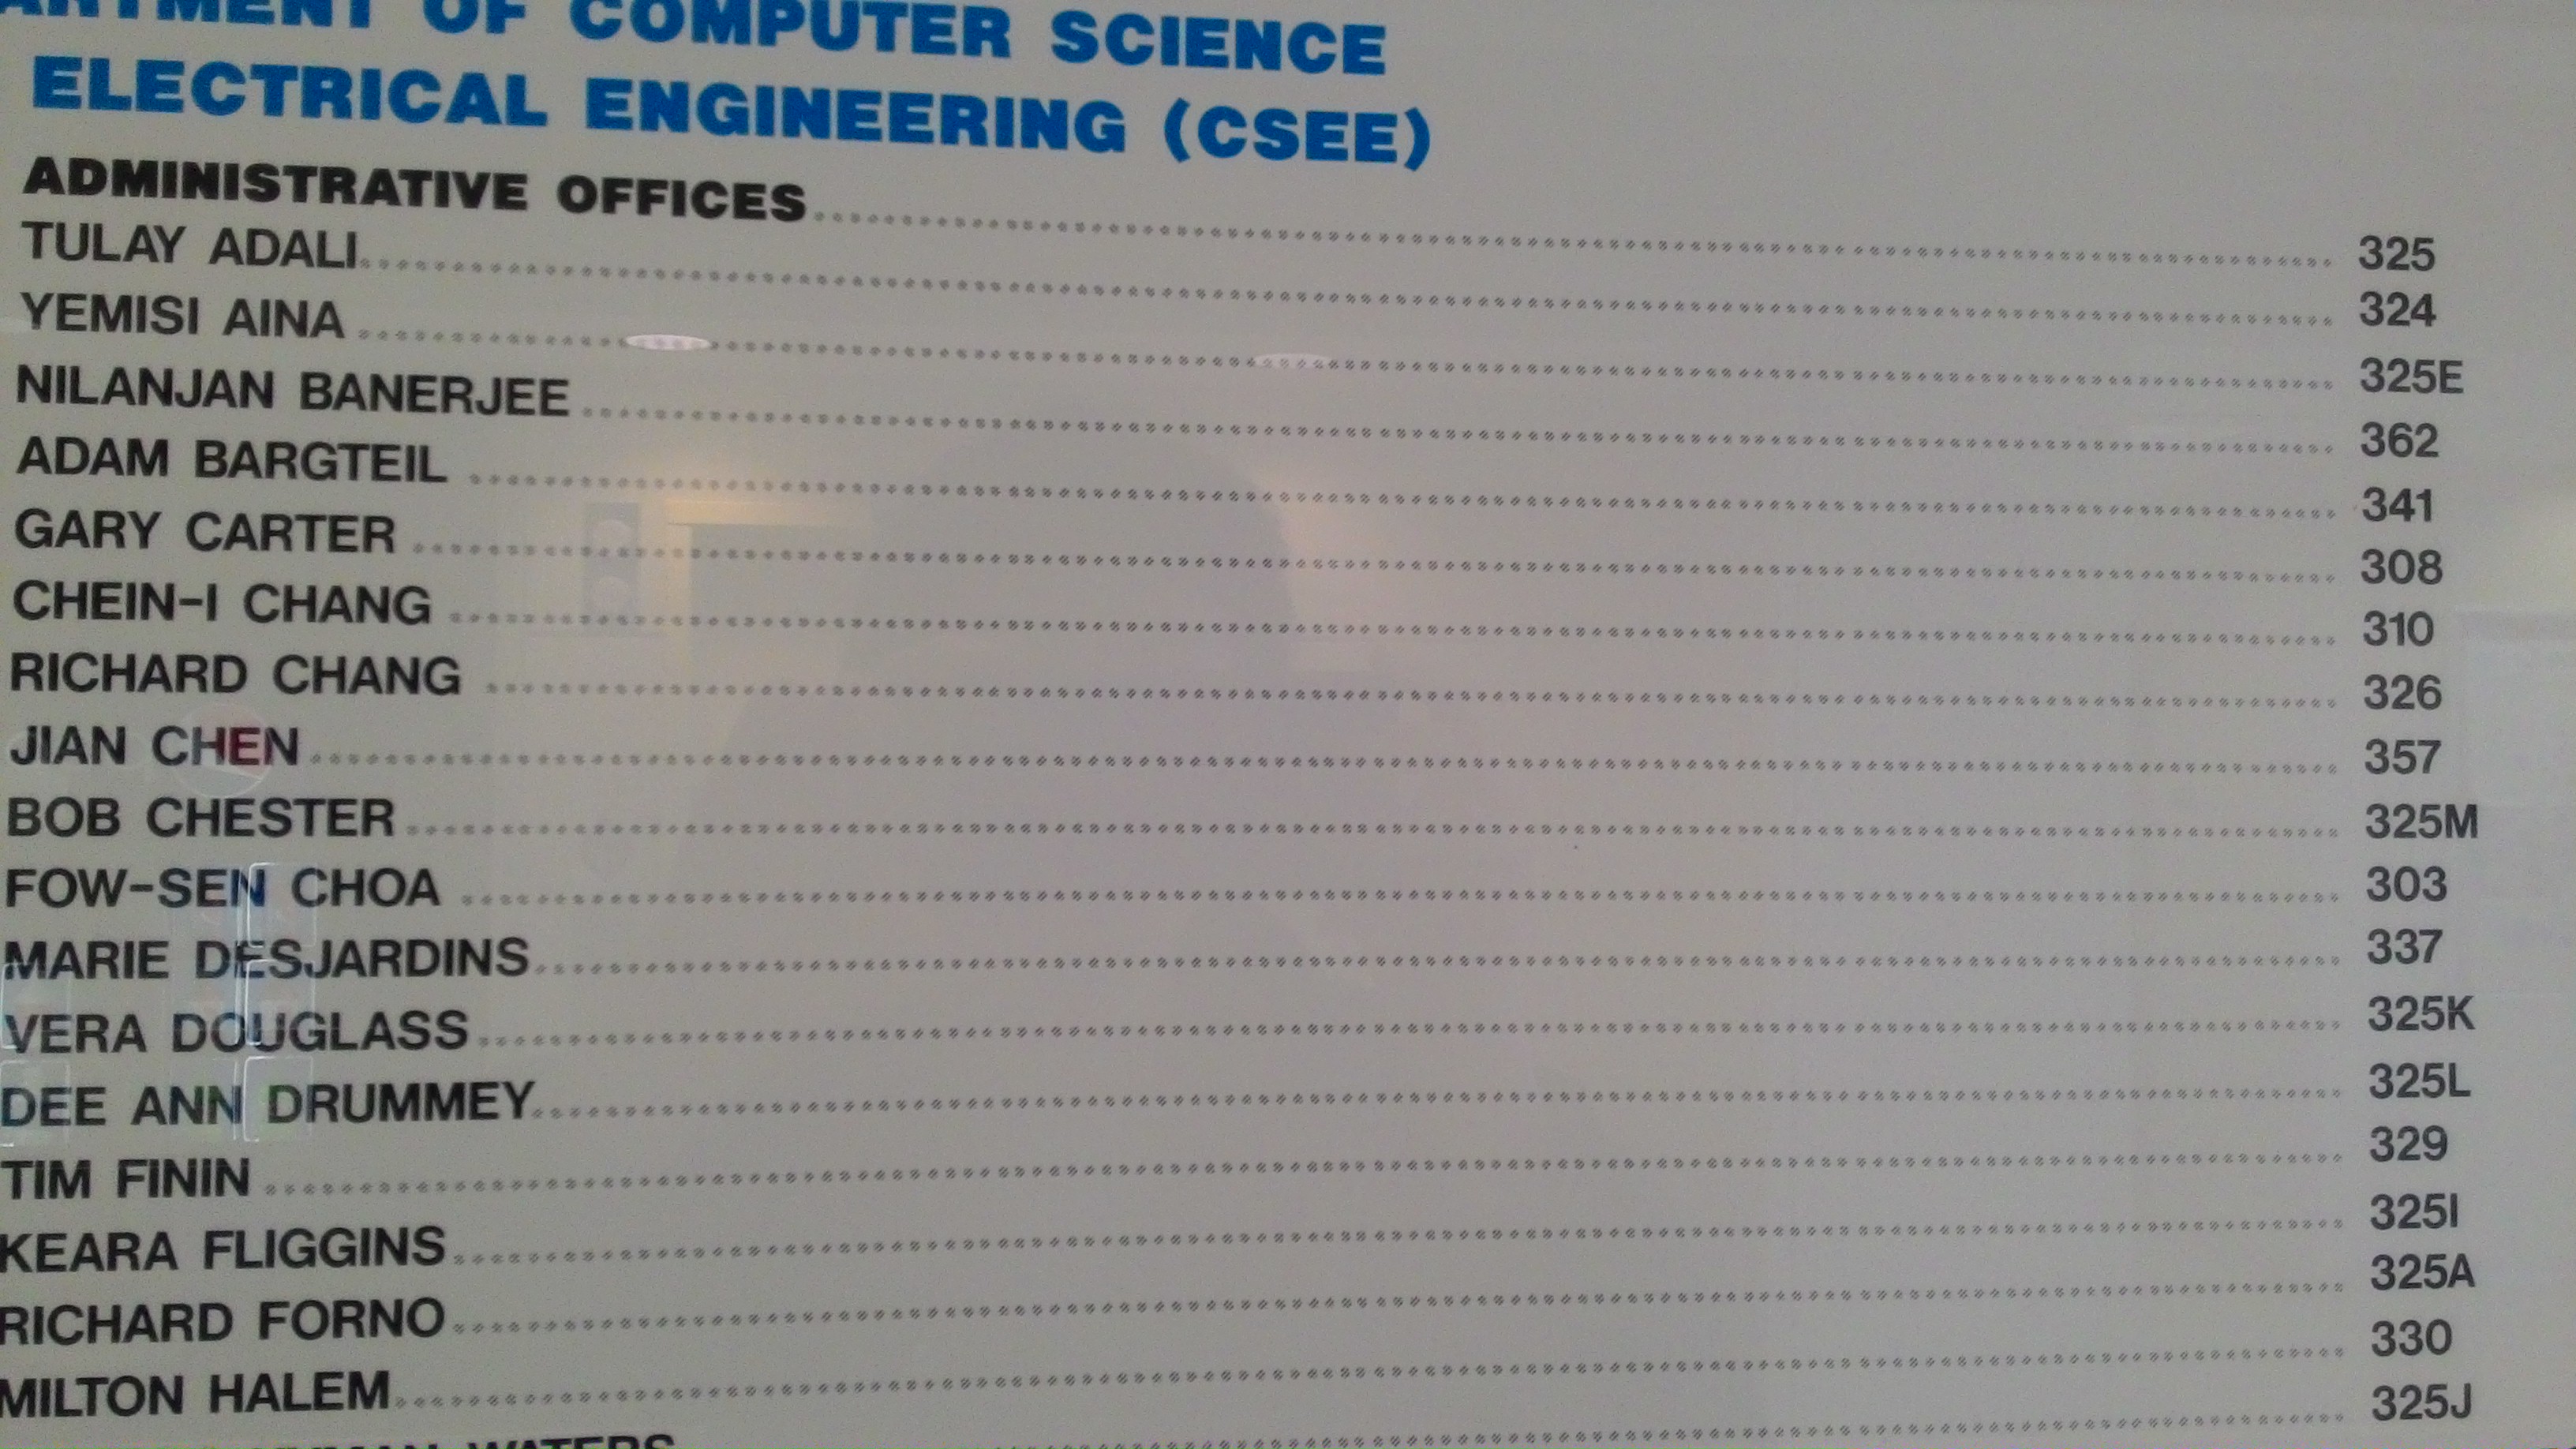 ARTMENT OF COMPUTER SCIENCE
ELECTRICAL ENGINEERING (CSEE)
ADMINISTRATIVE OFFICES 325
TULAY ADALI 324
YEMISI AINA 325E
NILANJAN BANERJEE 362
ADAM BARGTEIL 341
GARY CARTER 308
CHEIN-I CHANG 310
RICHARD CHANG 326
JIAN CHEN 357
BOB CHESTER 325M
FOW-SEN CHOA 303
MARIE DESJARDINS 337
VERA DOUGLASS 325K
DEE ANN DRUMMEY 325L
TIM FININ 329
KEARA FLIGGINS 325I
RICHARD FORNO 325A
MILTON HALEM 330
WATERS 325J